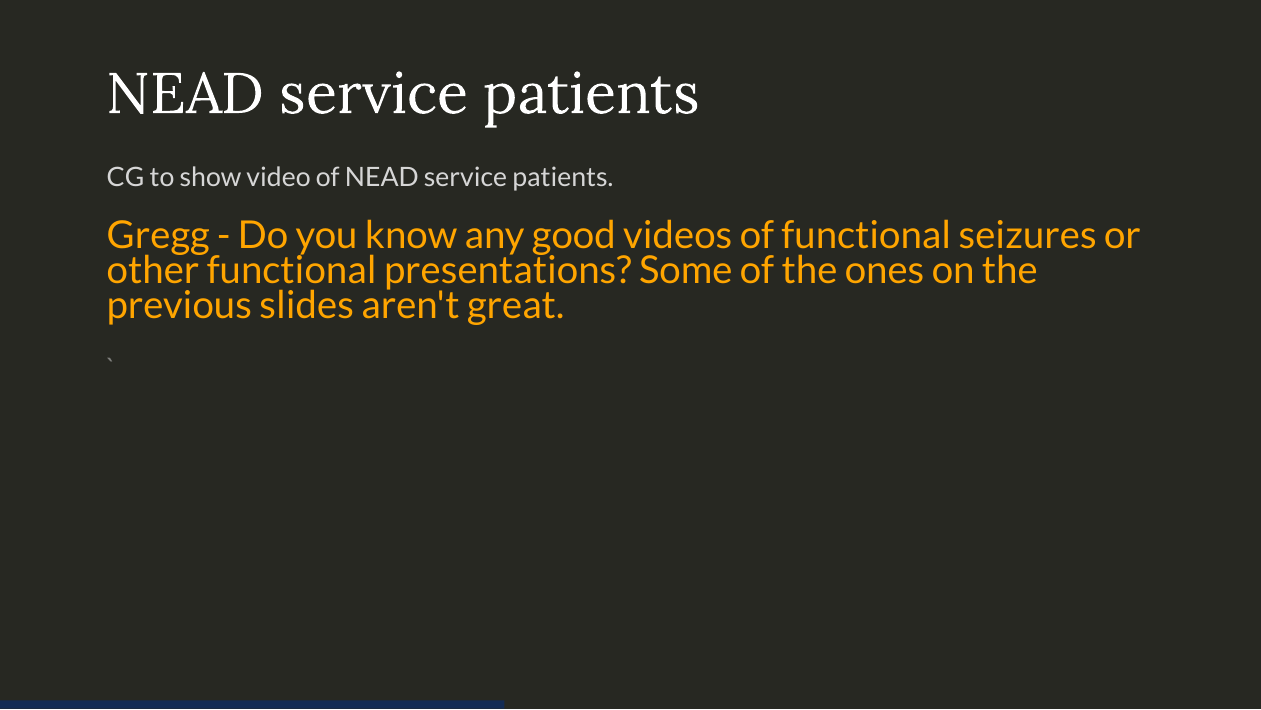 NEAD service patients
CG to show video of NEAD service patients.
Gregg - Do you know any good videos of functional seizures or
other functional presentations? Some of the ones on the
previous slides aren't great.
`